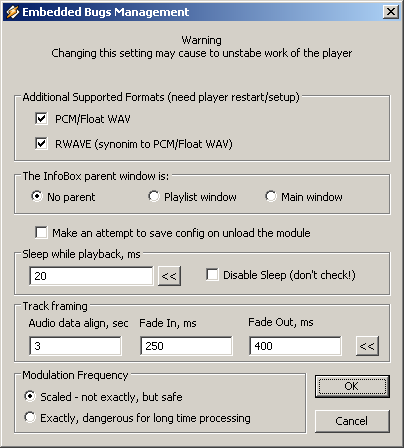 Embedded Bugs Management
Warning
Changing this setting may cause to unstabe work of the player
Additional Supported Formats (need player restart/setup)
PCM/Float WAV
RWAVE (synonim to PCM/Float WAV)
The InfoBox parent window is:
No parent Playlist window Main window
Make an attempt to save config on unload the module
Sleep while playback, ms
20 << Disable Sleep (don't check!)
Track framing
Audio data align, sec Fade In, ms Fade Out, ms
3 250 400 <<
Modulation Frequency
Scaled - not exactly, but safe
Exactly, dangerous for long time processing
OK
Cancel